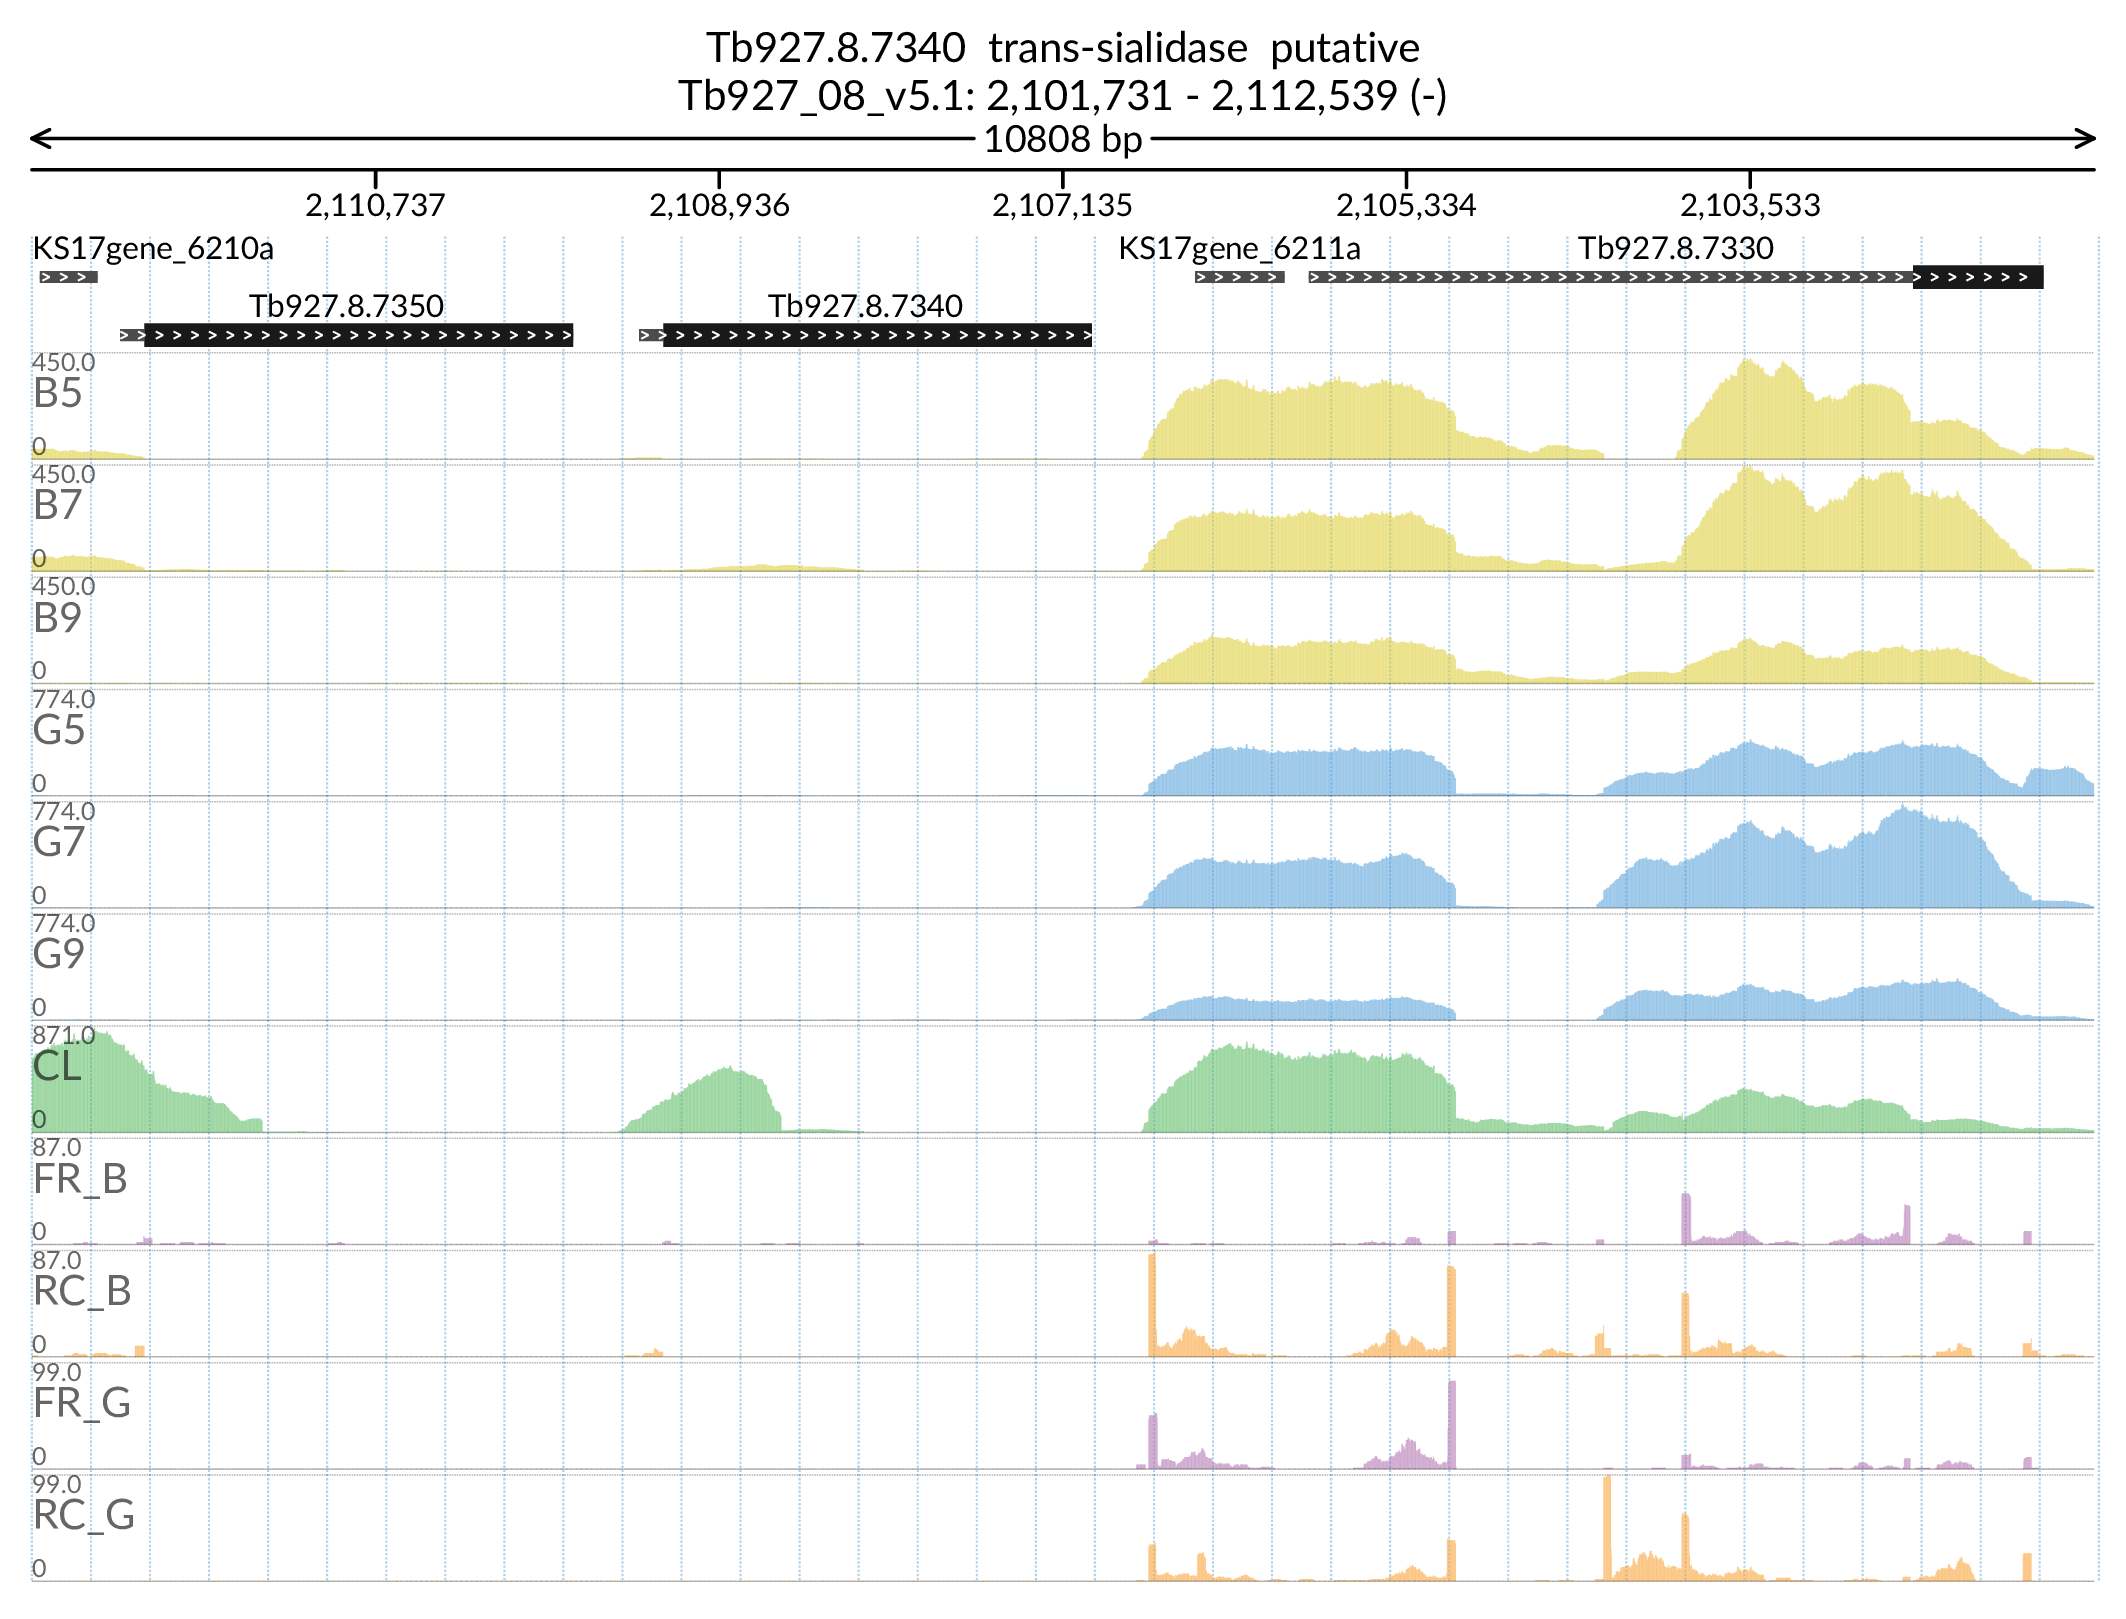 Tb927.8.7340 trans-sialidase putative
Tb927_08_v5.1: 2,101,731 - 2,112,539 (-)
10808 bp
2,110,737 2,108,936 2,107,135 2,105,334 2,103,533
KS17gene_6210a KS17gene_6211a Tb927.8.7330
Tb927.8.7350 Tb927.8.7340
450.0
B5
0
450.0
B7
0
450.0
B9
0
774.0
G5
0
774.0
G7
0
774.0
G9
0
871.0
CL
0
87.0
FR_B
0
87.0
RC_B
0
99.0
FR_G
0
99.0
RC_G
0